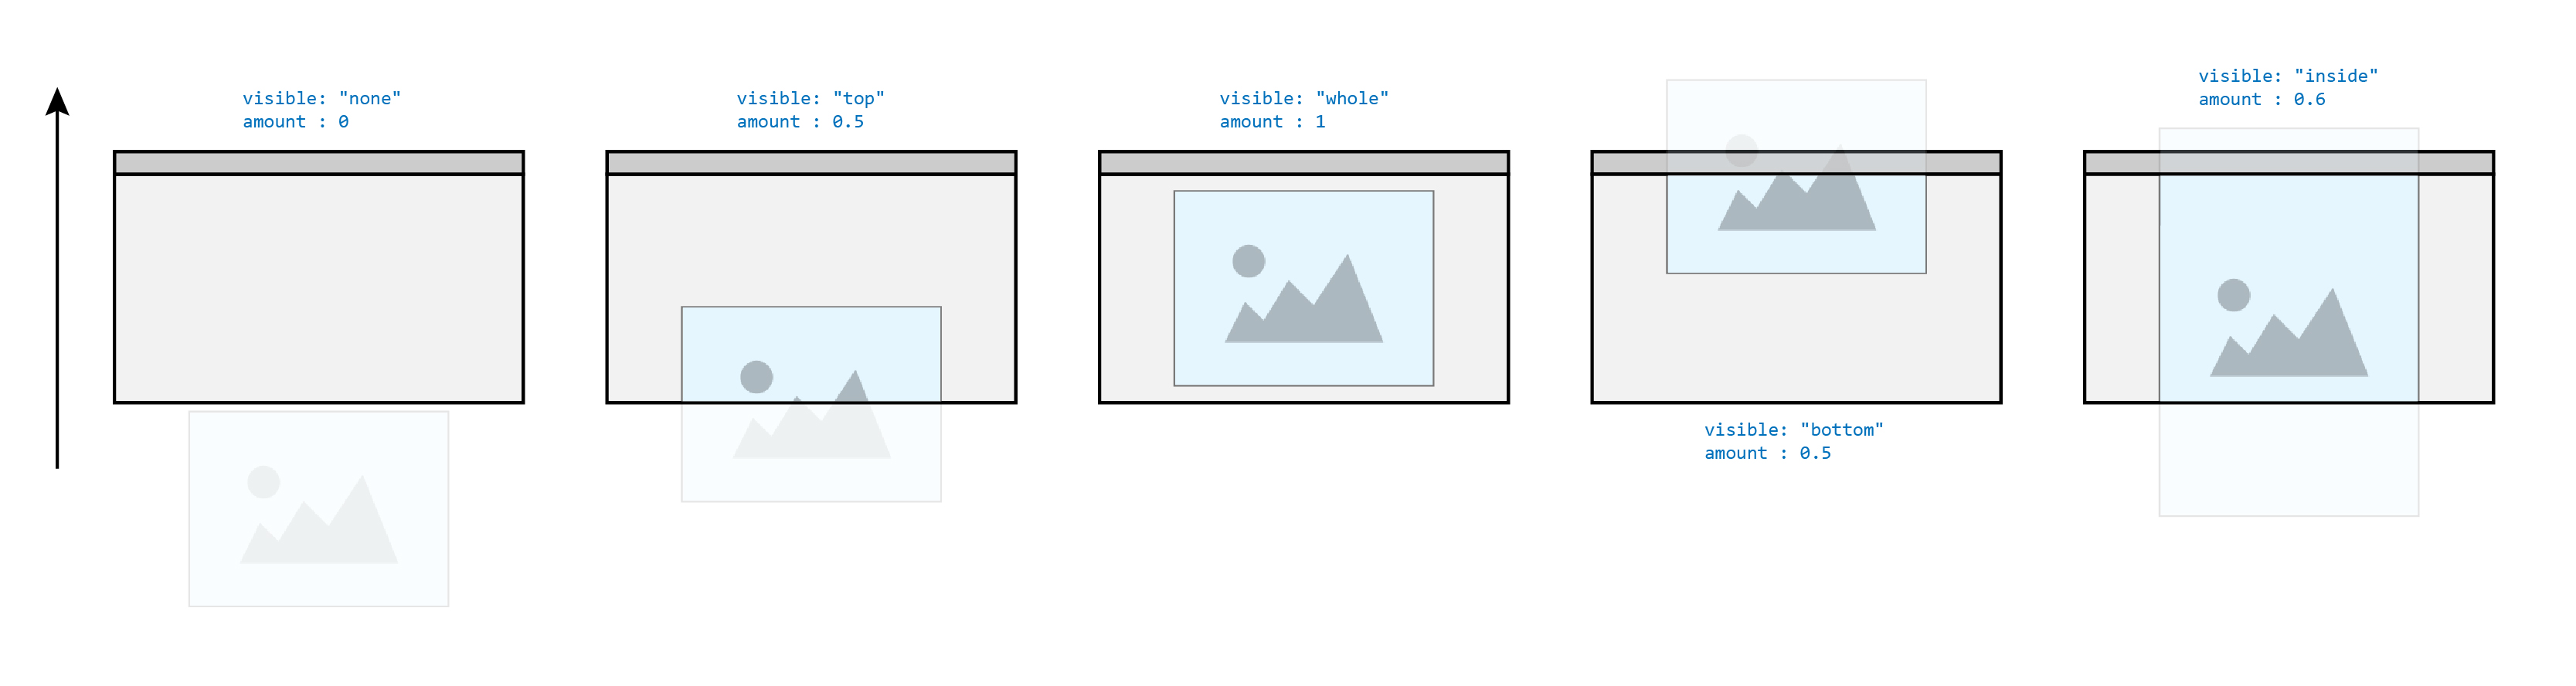 visible: "none"
amount : 0
visible: "top"
amount : 0.5
visible: "whole"
amount : 1
visible: "bottom"
amount : 0.5
visible: "inside"
amount : 0.6